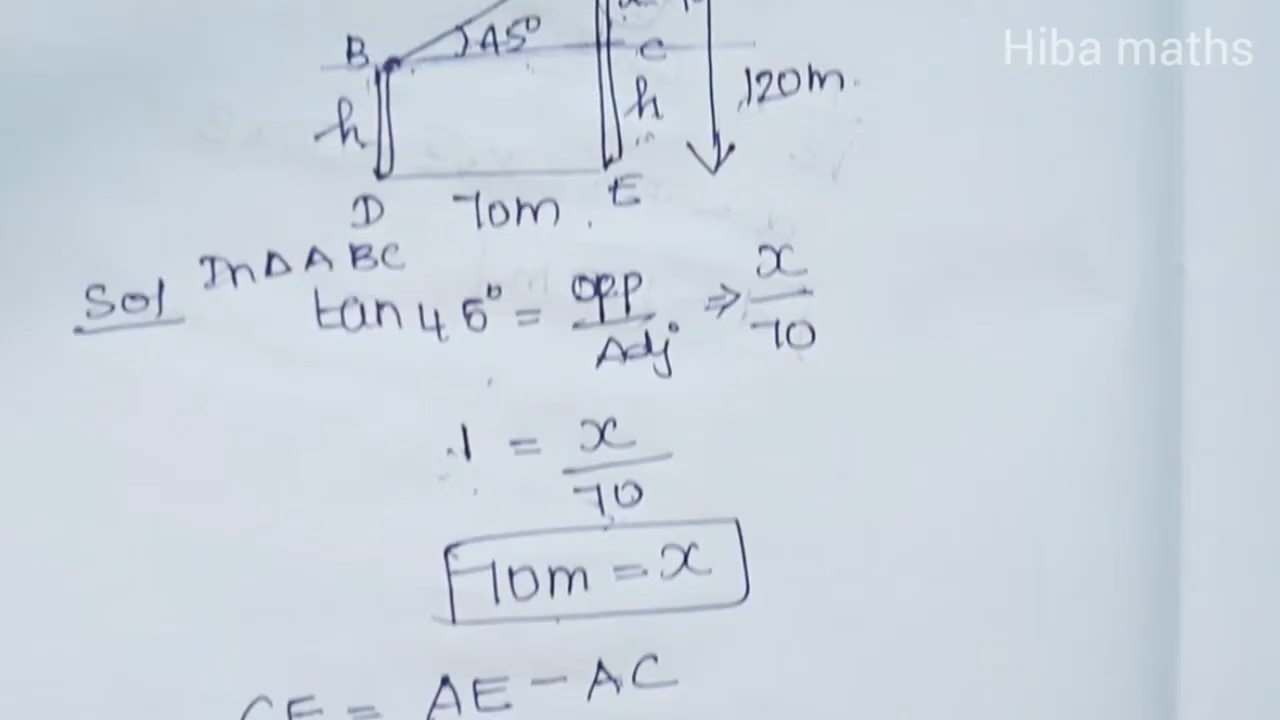 Hiba maths
B 45° C
h h 120m.
D 70m. E
Sol In Δ ABC
tan 45° = opp/Adj ⇒ x/70
1 = x/70
70m = x
CE = AE - AC